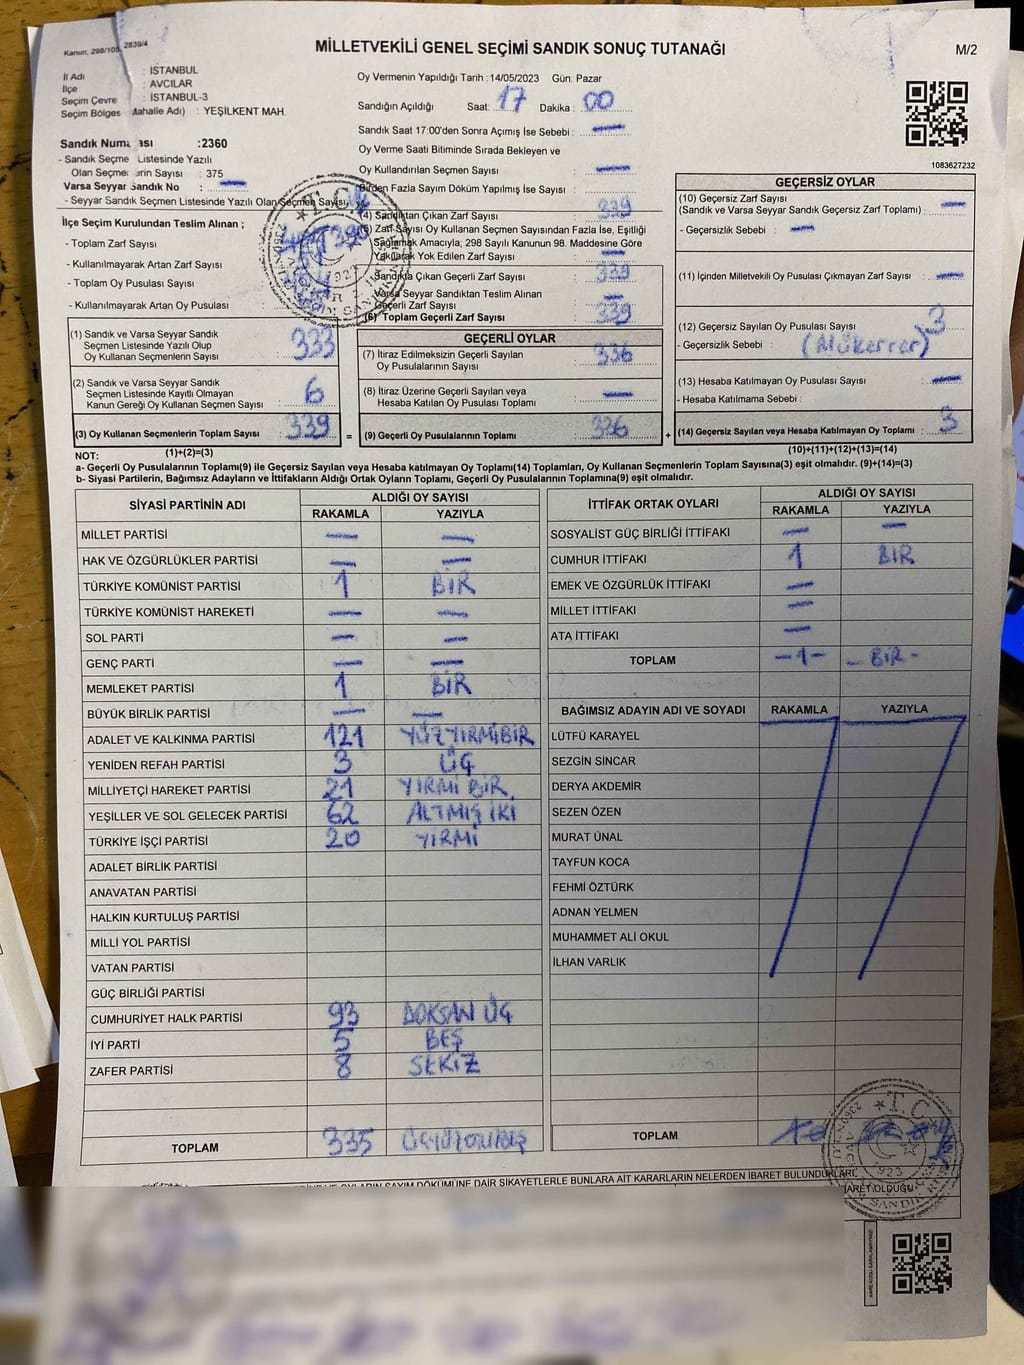 Kanun: 298/105, 2839/4
MİLLETVEKİLİ GENEL SEÇİMİ SANDIK SONUÇ TUTANAĞI
M/2
İl Adı : İSTANBUL
İlçe : AVCILAR
Seçim Çevre : İSTANBUL-3
Seçim Bölges Mahalle Adı) : YEŞİLKENT MAH.
Oy Vermenin Yapıldığı Tarih : 14/05/2023 Gün: Pazar
Sandığın Açıldığı Saat: 17 Dakika : 00
Sandık Saat 17:00'den Sonra Açımış İse Sebebi : —
Oy Verme Saati Bitiminde Sırada Bekleyen ve
Oy Kullandırılan Seçmen Sayısı : —
Birden Fazla Sayım Döküm Yapılmış İse Sayısı :
1083627232
Sandık Numarası : 2360
- Sandık Seçmen Listesinde Yazılı
Olan Seçmenlerin Sayısı : 375
Varsa Seyyar Sandık No : —
- Seyyar Sandık Seçmen Listesinde Yazılı Olan Seçmen Sayısı
İlçe Seçim Kurulundan Teslim Alınan ;
- Toplam Zarf Sayısı
- Kullanılmayarak Artan Zarf Sayısı
- Toplam Oy Pusulası Sayısı
- Kullanılmayarak Artan Oy Pusulası
(4) Sandıktan Çıkan Zarf Sayısı : 339
(5) Zarf Sayısı Oy Kullanan Seçmen Sayısından Fazla İse, Eşitliği
Sağlamak Amacıyla, 298 Sayılı Kanunun 98. Maddesine Göre
Yakılarak Yok Edilen Zarf Sayısı : —
Sandıkta Çıkan Geçerli Zarf Sayısı : 339
Varsa Seyyar Sandıktan Teslim Alınan
Geçerli Zarf Sayısı : —
(6) Toplam Geçerli Zarf Sayısı : 339
GEÇERSİZ OYLAR
(10) Geçersiz Zarf Sayısı
(Sandık ve Varsa Seyyar Sandık Geçersiz Zarf Toplamı) : —
- Geçersizlik Sebebi : —
(11) İçinden Milletvekili Oy Pusulası Çıkmayan Zarf Sayısı : —
(12) Geçersiz Sayılan Oy Pusulası Sayısı : 3
- Geçersizlik Sebebi : (Mükerrer)
(13) Hesaba Katılmayan Oy Pusulası Sayısı : —
- Hesaba Katılmama Sebebi :
(14) Geçersiz Sayılan veya Hesaba Katılmayan Oy Toplamı : 3
(10)+(11)+(12)+(13)=(14)
(1) Sandık ve Varsa Seyyar Sandık
Seçmen Listesinde Yazılı Olup
Oy Kullanan Seçmenlerin Sayısı : 333
(2) Sandık ve Varsa Seyyar Sandık
Seçmen Listesinde Kayıtlı Olmayan
Kanun Gereği Oy Kullanan Seçmen Sayısı : 6
(3) Oy Kullanan Seçmenlerin Toplam Sayısı : 339 =
(1)+(2)=(3)
GEÇERLİ OYLAR
(7) İtiraz Edilmeksizin Geçerli Sayılan
Oy Pusulalarının Sayısı : 336
(8) İtiraz Üzerine Geçerli Sayılan veya
Hesaba Katılan Oy Pusulası Toplamı : —
(9) Geçerli Oy Pusulalarının Toplamı : 336 +
NOT:
a- Geçerli Oy Pusulalarının Toplamı(9) ile Geçersiz Sayılan veya Hesaba katılmayan Oy Toplamı(14) Toplamları, Oy Kullanan Seçmenlerin Toplam Sayısına(3) eşit olmalıdır. (9)+(14)=(3)
b- Siyasi Partilerin, Bağımsız Adayların ve İttifakların Aldığı Ortak Oyların Toplamı, Geçerli Oy Pusulalarının Toplamına(9) eşit olmalıdır.
SİYASİ PARTİNİN ADI ALDIĞI OY SAYISI
RAKAMLA YAZIYLA
MİLLET PARTİSİ — —
HAK VE ÖZGÜRLÜKLER PARTİSİ — —
TÜRKİYE KOMÜNİST PARTİSİ 1 BİR
TÜRKİYE KOMÜNİST HAREKETİ — —
SOL PARTİ — —
GENÇ PARTİ — —
MEMLEKET PARTİSİ 1 BİR
BÜYÜK BİRLİK PARTİSİ — —
ADALET VE KALKINMA PARTİSİ 121 YÜZYİRMİBİR
YENİDEN REFAH PARTİSİ 3 ÜÇ
MİLLİYETÇİ HAREKET PARTİSİ 21 YİRMİ BİR
YEŞİLLER VE SOL GELECEK PARTİSİ 62 ALTMIŞ İKİ
TÜRKİYE İŞÇİ PARTİSİ 20 YİRMİ
ADALET BİRLİK PARTİSİ
ANAVATAN PARTİSİ
HALKIN KURTULUŞ PARTİSİ
MİLLİ YOL PARTİSİ
VATAN PARTİSİ
GÜÇ BİRLİĞİ PARTİSİ
CUMHURİYET HALK PARTİSİ 93 DOKSAN ÜÇ
İYİ PARTİ 5 BEŞ
ZAFER PARTİSİ 8 SEKİZ
TOPLAM 335
İTTİFAK ORTAK OYLARI ALDIĞI OY SAYISI
RAKAMLA YAZIYLA
SOSYALİST GÜÇ BİRLİĞİ İTTİFAKI — —
CUMHUR İTTİFAKI 1 BİR
EMEK VE ÖZGÜRLÜK İTTİFAKI —
MİLLET İTTİFAKI —
ATA İTTİFAKI —
TOPLAM -1- - BİR -
BAĞIMSIZ ADAYIN ADI VE SOYADI RAKAMLA YAZIYLA
LÜTFÜ KARAYEL
SEZGİN SİNCAR
DERYA AKDEMİR
SEZEN ÖZEN
MURAT ÜNAL
TAYFUN KOCA
FEHMİ ÖZTÜRK
ADNAN YELMEN
MUHAMMET ALİ OKUL
İLHAN VARLIK
TOPLAM
T.C.
1923
VE OYLARIN SAYIM DÖKÜMÜNE DAİR ŞİKAYETLERLE BUNLARA AİT KARARLARIN NELERDEN İBARET BULUNDUKLARI